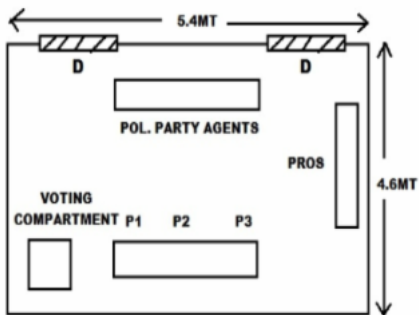 5.4MT
D D
POL. PARTY AGENTS
PROS
4.6MT
VOTING
COMPARTMENT
P1 P2 P3